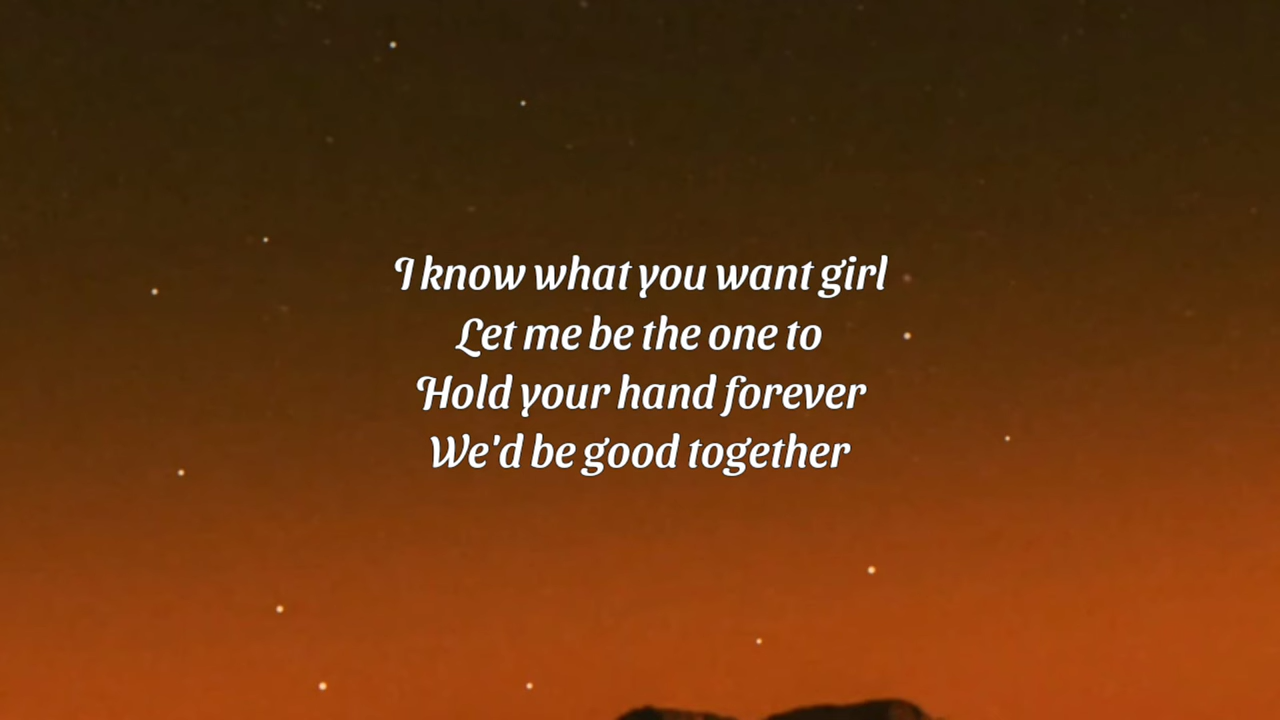 I know what you want girl
Let me be the one to
Hold your hand forever
We'd be good together